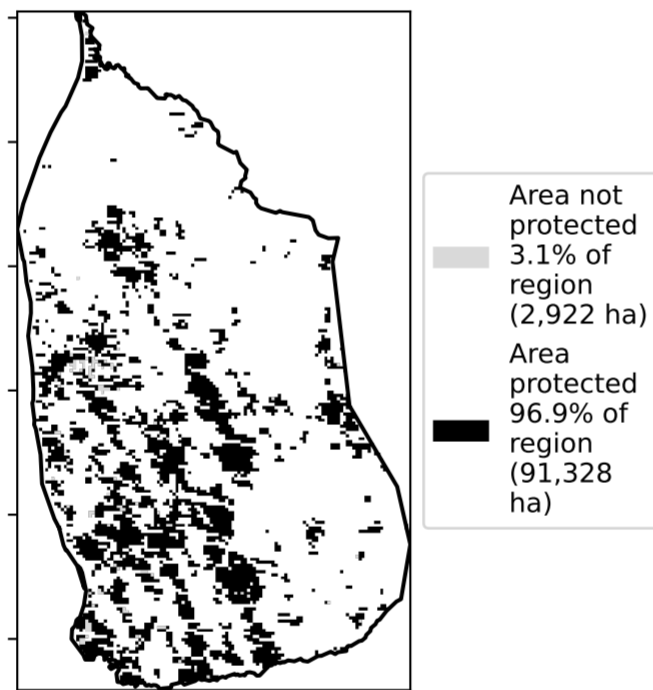 Area not
protected
3.1% of
region
(2,922 ha)
Area
protected
96.9% of
region
(91,328
ha)